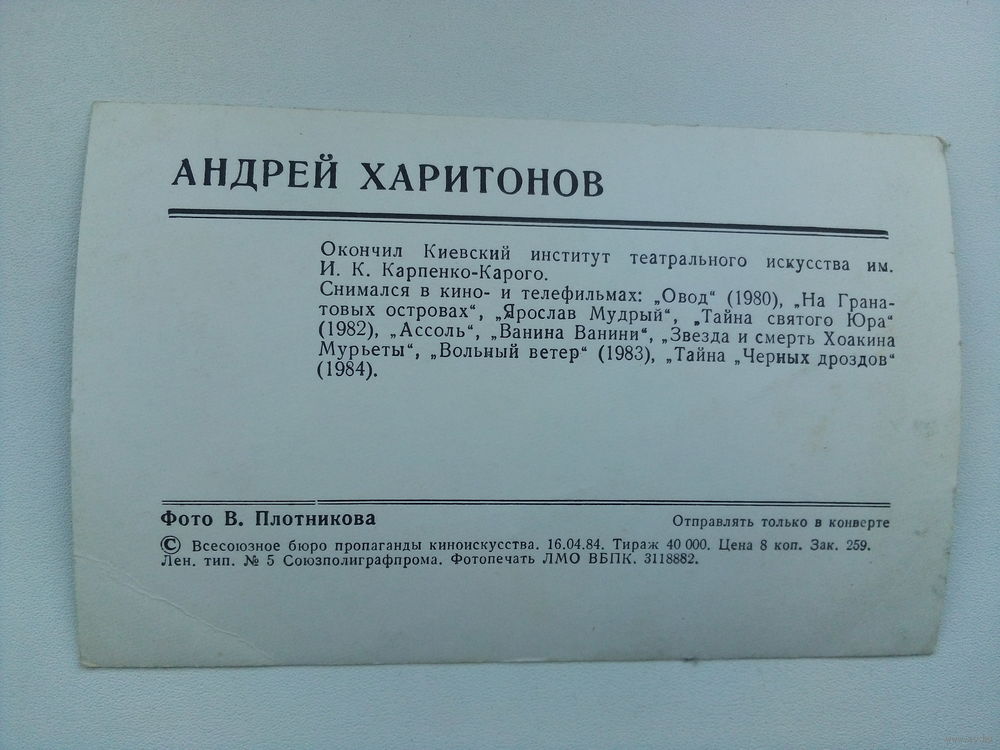 АНДРЕЙ ХАРИТОНОВ
Окончил Киевский институт театрального искусства им.
И. К. Карпенко-Карого.
Снимался в кино- и телефильмах: „Овод“ (1980), „На Грана-
товых островах“, „Ярослав Мудрый“, „Тайна святого Юра“
(1982), „Ассоль“, „Ванина Ванини“, „Звезда и смерть Хоакина
Мурьеты“, „Вольный ветер“ (1983), „Тайна „Черных дроздов“
(1984).
Фото В. Плотникова
Отправлять только в конверте
© Всесоюзное бюро пропаганды киноискусства. 16.04.84. Тираж 40 000. Цена 8 коп. Зак. 259.
Лен. тип. № 5 Союзполиграфпрома. Фотопечать ЛМО ВБПК. 3118882.